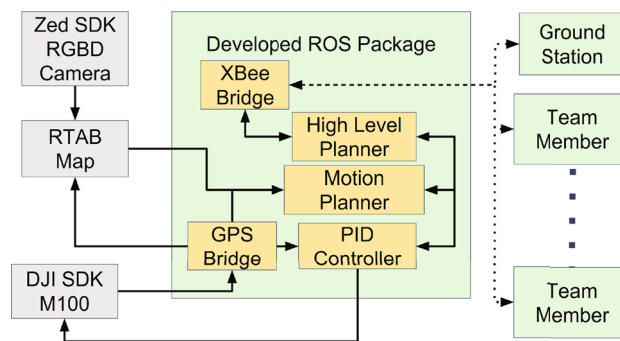 Zed SDK
RGBD
Camera
RTAB
Map
DJI SDK
M100
Developed ROS Package
XBee
Bridge
High Level
Planner
Motion
Planner
GPS
Bridge
PID
Controller
Ground
Station
Team
Member
Team
Member